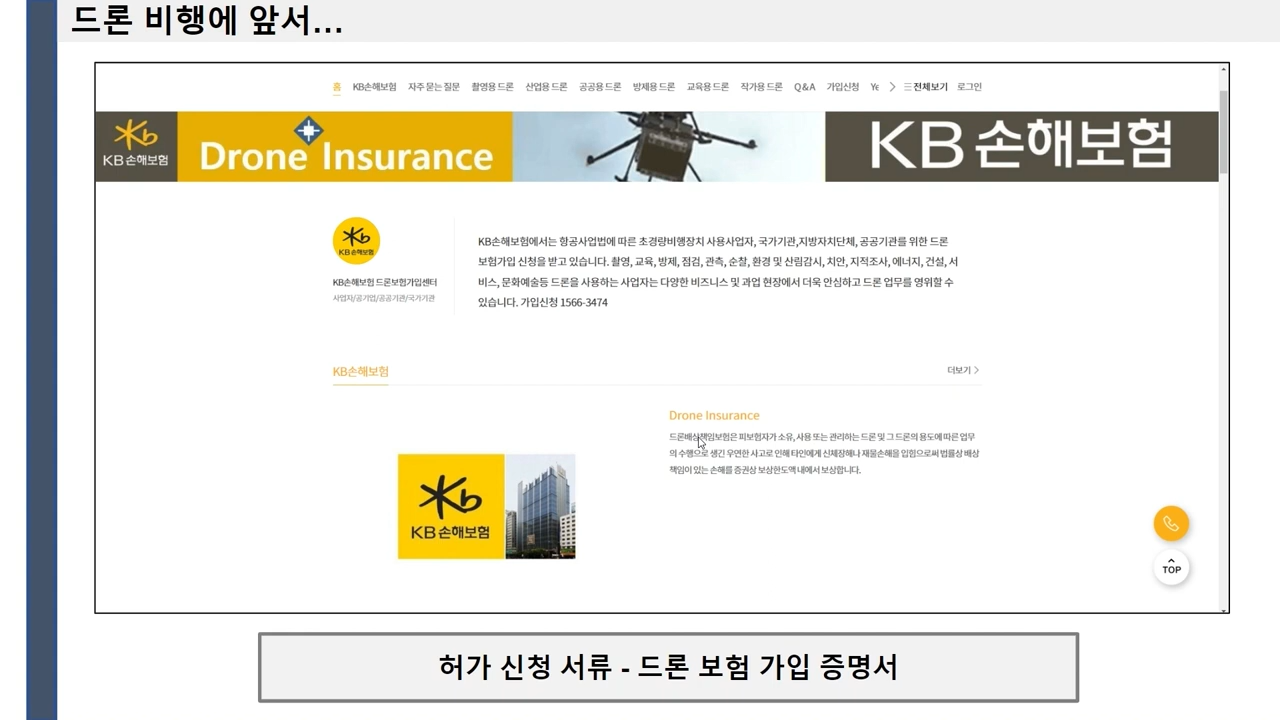 드론 비행에 앞서...
홈 KB손해보험 자주 묻는 질문 촬영용 드론 산업용 드론 공공용 드론 방제용 드론 교육용 드론 작가용 드론 Q&A 가입신청 Ye 전체보기 로그인
Kb
KB손해보험
Drone Insurance
KB손해보험
Kb
KB손해보험
KB손해보험 드론보험가입센터
사업자/공기업/공공기관/국가기관
KB손해보험에서는 항공사업법에 따른 초경량비행장치 사용사업자, 국가기관,지방자치단체, 공공기관를 위한 드론
보험가입 신청을 받고 있습니다. 촬영, 교육, 방제, 점검, 관측, 순찰, 환경 및 산림감시, 치안, 지적조사, 에너지, 건설, 서
비스, 문화예술등 드론을 사용하는 사업자는 다양한 비즈니스 및 과업 현장에서 더욱 안심하고 드론 업무를 영위할 수
있습니다. 가입신청 1566-3474
KB손해보험
더보기
Drone Insurance
드론배상책임보험은 피보험자가 소유, 사용 또는 관리하는 드론 및 그 드론의 용도에 따른 업무
의 수행으로 생긴 우연한 사고로 인해 타인에게 신체장해나 재물손해를 입힘으로써 법률상 배상
책임이 있는 손해를 증권상 보상한도액 내에서 보상합니다.
Kb
KB손해보험
TOP
허가 신청 서류 - 드론 보험 가입 증명서